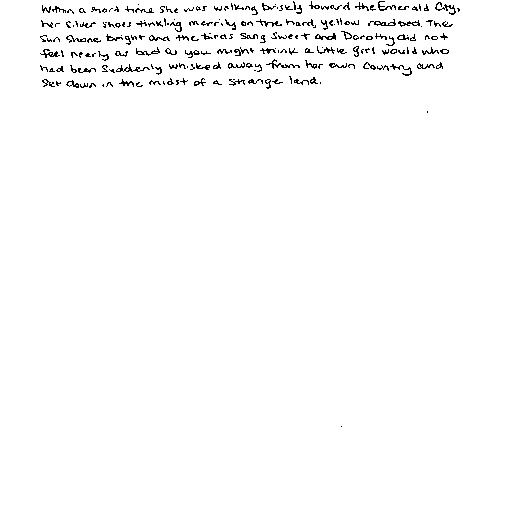 Within a short time she was walking briskly toward the Emerald City,
her silver shoes tinkling merrily on the hard, yellow roadbed. The
sun shone bright and the birds sang sweet and Dorothy did not
feel nearly as bad as you might think a little girl would who
had been suddenly whisked away from her own country and
set down in the midst of a strange land.